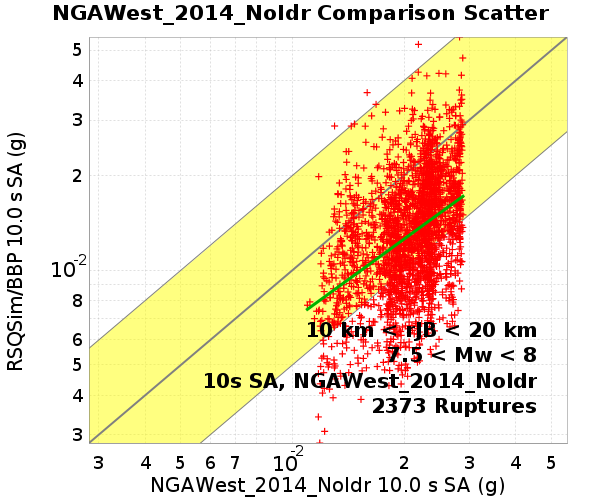 NGAWest_2014_NoIdr Comparison Scatter
RSQSim/BBP 10.0 s SA (g)
5
4
3
2
10-2
8
6
5
4
3
10 km < rJB < 20 km
7.5 < Mw < 8
10s SA, NGAWest_2014_NoIdr
2373 Ruptures
3 4 5 6 7 10-2 2 3 4 5
NGAWest_2014_NoIdr 10.0 s SA (g)